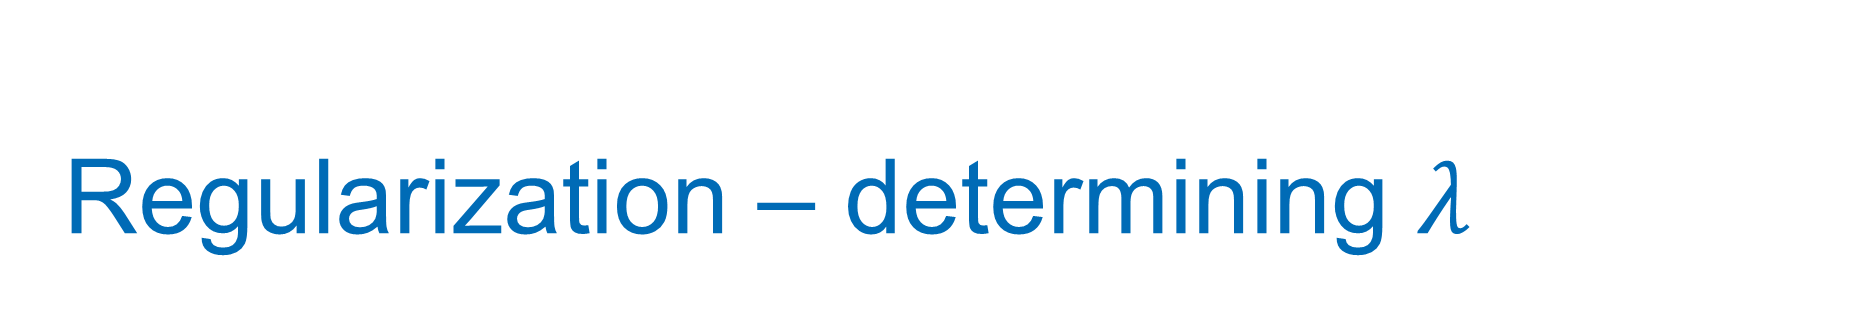 Regularization – determining λ